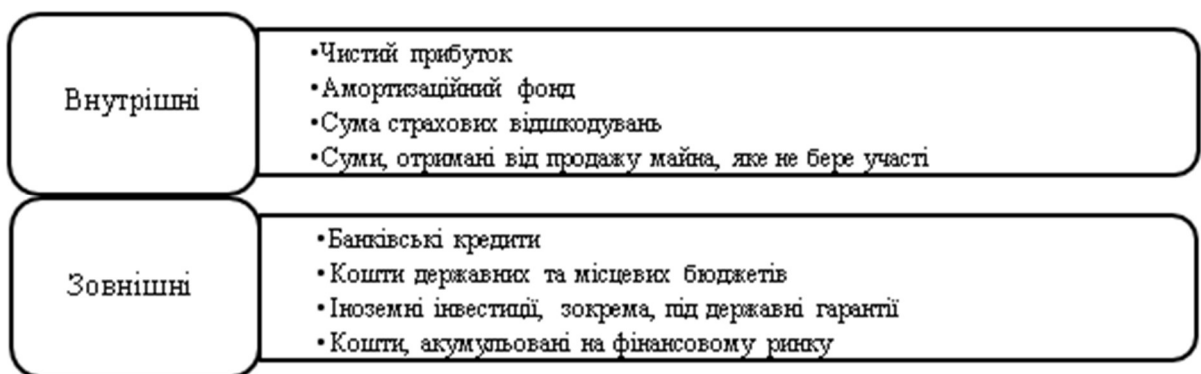 Внутрішні
•Чистий прибуток
•Амортизаційний фонд
•Сума страхових відшкодувань
•Суми, отримані від продажу майна, яке не бере участі
Зовнішні
•Банківські кредити
•Кошти державних та місцевих бюджетів
•Іноземні інвестиції, зокрема, під державні гарантії
•Кошти, акумульовані на фінансовому ринку